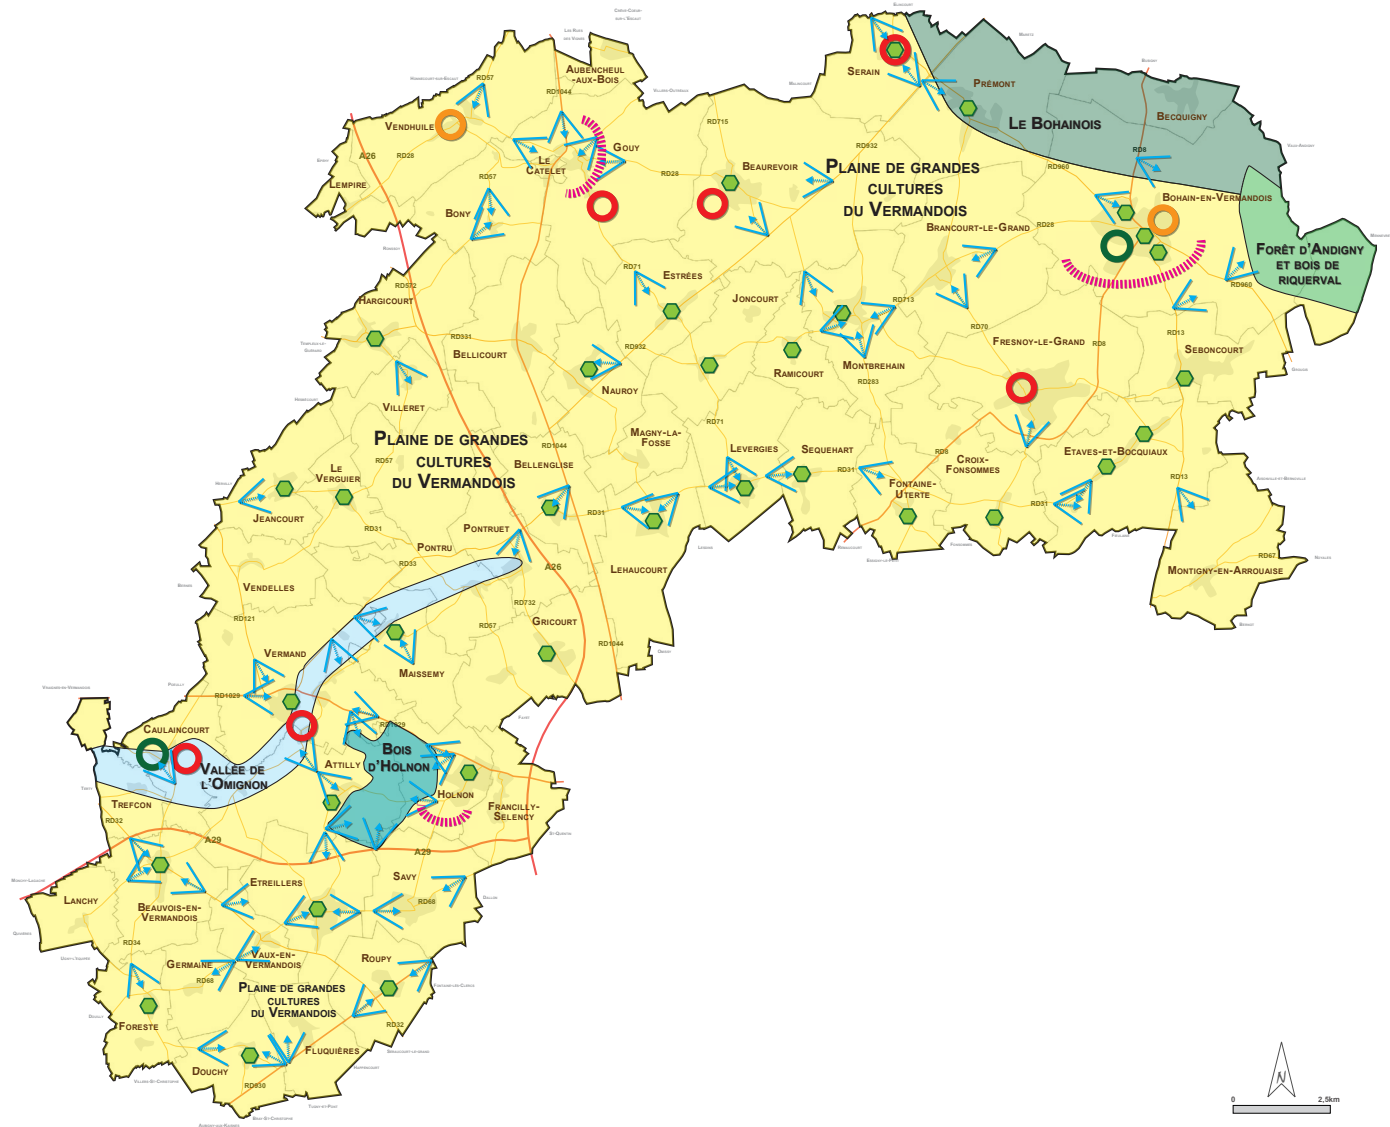 ELINCOURT
SERAIN
PRÉMONT
LE BOHAINOIS
BECQUIGNY
RD8
RD960
AUBENCHEUL
-AUX-BOIS
RD57
RD1044
VENDHUILE
A26
RD28
LEMPIRE
LE
CATELET
GOUY
RD57
BONY
RD28
RD715
BEAUREVOIR
RD932
PLAINE DE GRANDES
CULTURES
DU VERMANDOIS
BRANCOURT-LE-GRAND
RD28
BOHAIN-EN-VERMANDOIS
FORÊT D'ANDIGNY
ET BOIS DE
RIQUERVAL
RD960
RD71
ESTRÉES
JONCOURT
RD713
HARGICOURT
RD572
RD331
BELLICOURT
RD932
NAUROY
RAMICOURT
MONTBREHAIN
RD283
RD70
FRESNOY-LE-GRAND
RD8
RD13
SEBONCOURT
VILLERET
PLAINE DE GRANDES
CULTURES
DU VERMANDOIS
RD57
RD1044
BELLENGLISE
MAGNY-LA-
FOSSE
RD71
LEVERGIES
SEQUEHART
RD31
RD8
CROIX-
FONSOMMES
FONTAINE-
UTERTE
ETAVES-ET-BOCQUIAUX
RD31
RD13
RD67
MONTIGNY-EN-ARROUAISE
LE
VERGUIER
JEANCOURT
RD31
RD31
PONTRUET
PONTRU
RD33
A26
LEHAUCOURT
VENDELLES
RD121
RD732
RD57
GRICOURT
RD1044
VERMAND
MAISSEMY
RD1029
RD1029
CAULAINCOURT
VALLÉE DE
L'OMIGNON
ATTILLY
BOIS
D'HOLNON
HOLNON
FRANCILLY-
SELENCY
TREFCON
RD32
A29
A29
ETREILLERS
SAVY
RD68
LANCHY
BEAUVOIS-EN-
VERMANDOIS
RD34
GERMAINE
RD68
VAUX-EN-
VERMANDOIS
ROUPY
PLAINE DE GRANDES
CULTURES
DU VERMANDOIS
FORESTE
RD32
FLUQUIÈRES
DOUCHY
RD930
N
0 2,5km